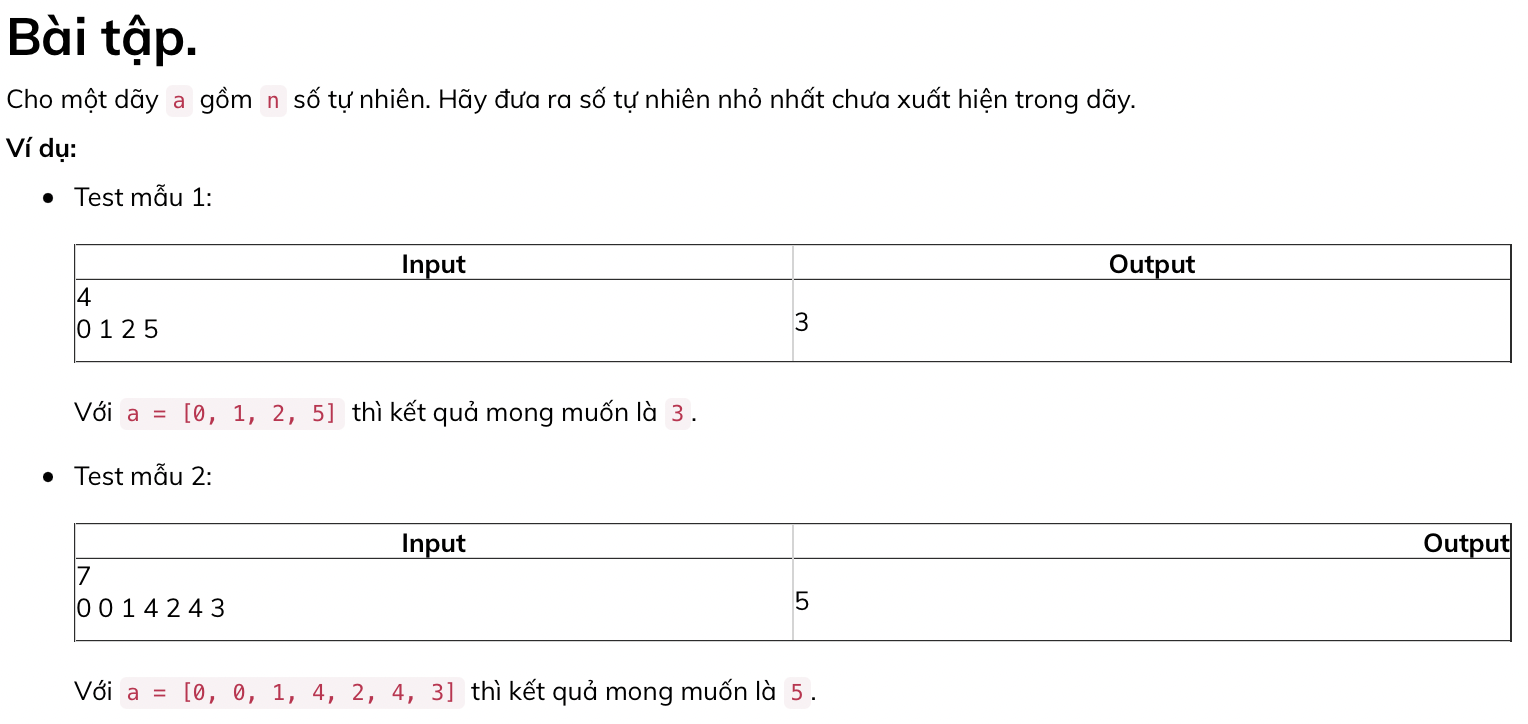 Bài tập.
Cho một dãy a gồm n số tự nhiên. Hãy đưa ra số tự nhiên nhỏ nhất chưa xuất hiện trong dãy.
Ví dụ:
• Test mẫu 1:
Input Output
4
0 1 2 5
3
Với a = [0, 1, 2, 5] thì kết quả mong muốn là 3.
• Test mẫu 2:
Input Output
7
0 0 1 4 2 4 3
5
Với a = [0, 0, 1, 4, 2, 4, 3] thì kết quả mong muốn là 5.